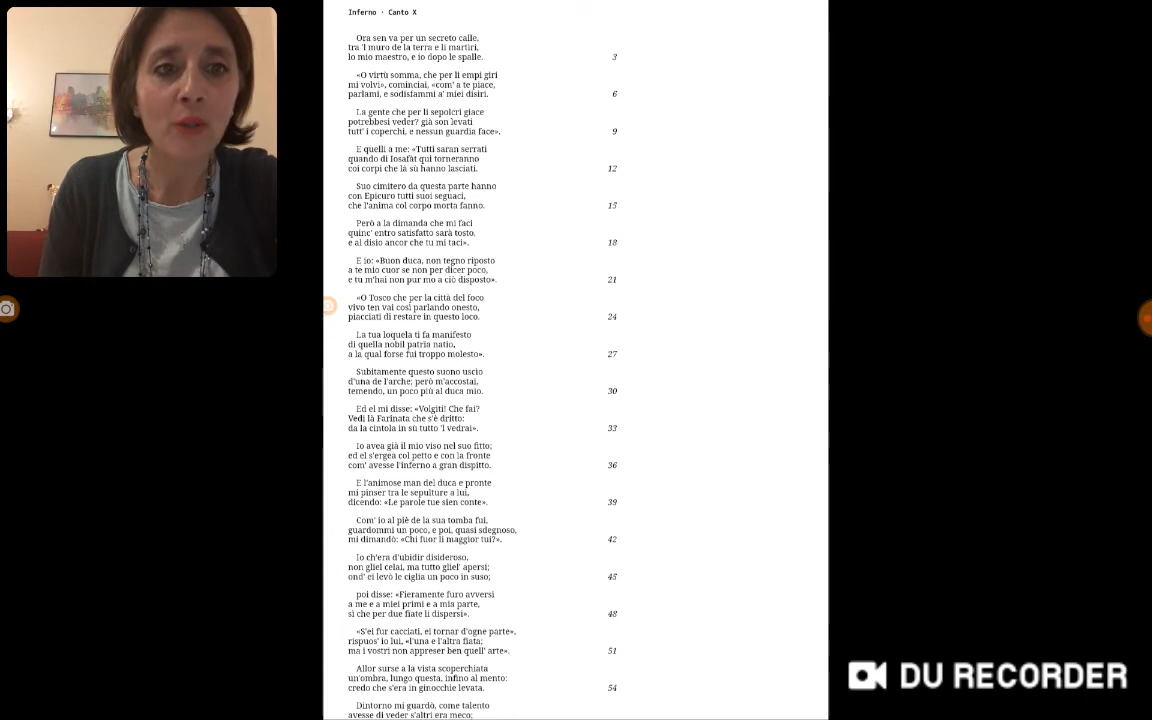 Inferno · Canto X
Ora sen va per un secreto calle,
tra 'l muro de la terra e li martìri,
lo mio maestro, e io dopo le spalle.
3
«O virtù somma, che per li empi giri
mi volvi», cominciai, «com' a te piace,
parlami, e sodisfammi a' miei disiri.
6
La gente che per li sepolcri giace
potrebbesi veder? già son levati
tutt' i coperchi, e nessun guardia face».
9
E quelli a me: «Tutti saran serrati
quando di Iosafàt qui torneranno
coi corpi che là sù hanno lasciati.
12
Suo cimitero da questa parte hanno
con Epicuro tutti suoi seguaci,
che l'anima col corpo morta fanno.
15
Però a la dimanda che mi faci
quinc' entro satisfatto sarà tosto,
e al disio ancor che tu mi taci».
18
E io: «Buon duca, non tegno riposto
a te mio cuor se non per dicer poco,
e tu m'hai non pur mo a ciò disposto».
21
«O Tosco che per la città del foco
vivo ten vai così parlando onesto,
piacciati di restare in questo loco.
24
La tua loquela ti fa manifesto
di quella nobil patrïa natio,
a la qual forse fui troppo molesto».
27
Subitamente questo suono uscìo
d'una de l'arche; però m'accostai,
temendo, un poco più al duca mio.
30
Ed el mi disse: «Volgiti! Che fai?
Vedi là Farinata che s'è dritto:
da la cintola in sù tutto 'l vedrai».
33
Io avea già il mio viso nel suo fitto;
ed el s'ergea col petto e con la fronte
com' avesse l'inferno a gran dispitto.
36
E l'animose man del duca e pronte
mi pinser tra le sepulture a lui,
dicendo: «Le parole tue sien conte».
39
Com' io al piè de la sua tomba fui,
guardommi un poco, e poi, quasi sdegnoso,
mi dimandò: «Chi fuor li maggior tui?».
42
Io ch'era d'ubidir disideroso,
non gliel celai, ma tutto gliel' apersi;
ond' ei levò le ciglia un poco in suso;
45
poi disse: «Fieramente furo avversi
a me e a miei primi e a mia parte,
sì che per due fïate li dispersi».
48
«S'ei fur cacciati, ei tornar d'ogne parte»,
rispuos' io lui, «l'una e l'altra fïata;
ma i vostri non appreser ben quell' arte».
51
Allor surse a la vista scoperchiata
un'ombra, lungo questa, infino al mento:
credo che s'era in ginocchie levata.
54
Dintorno mi guardò, come talento
avesse di veder s'altri era meco;
DU RECORDER